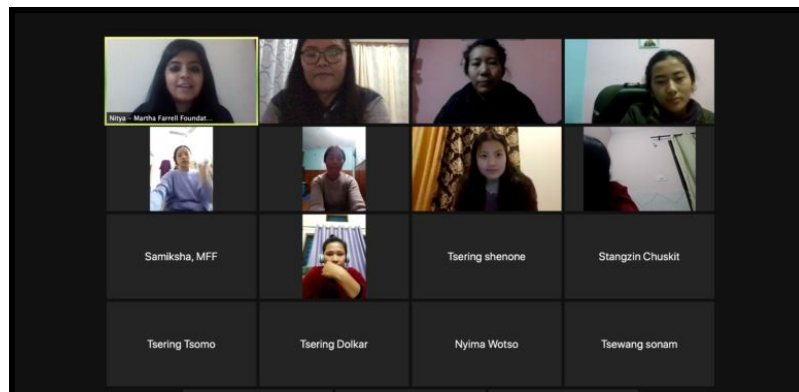 Nitya - Martha Farrell Foundat...
Samiksha, MFF
Tsering shenone
Stangzin Chuskit
Tsering Tsomo
Tsering Dolkar
Nyima Wotso
Tsewang sonam